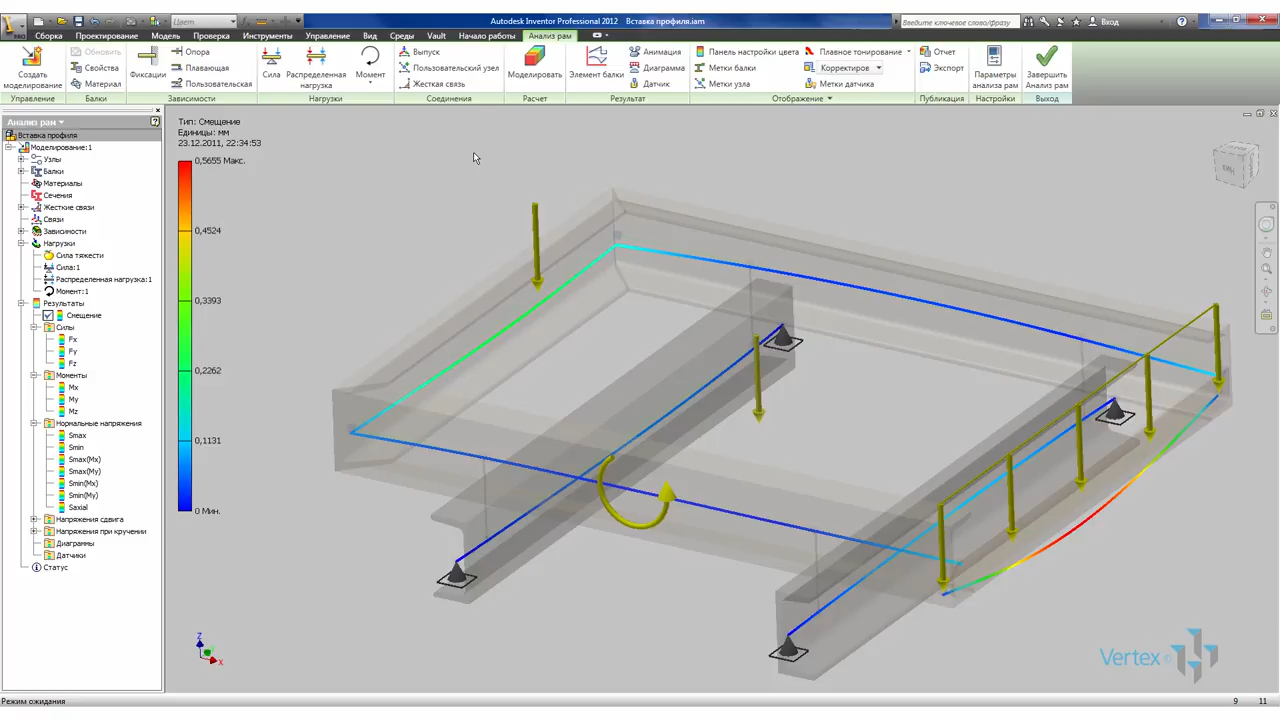 Цвет
Autodesk Inventor Professional 2012 Вставка профиля.iam
Введите ключевое слово/фразу
Вход
Сборка Проектирование Модель Проверка Инструменты Управление Вид Среды Vault Начало работы Анализ рам
Создать моделирование
Обновить
Свойства
Материал
Фиксации
Опора
Плавающая
Пользовательская
Сила
Распределенная нагрузка
Момент
Выпуск
Пользовательский узел
Жесткая связь
Моделировать
Элемент балки
Анимация
Диаграмма
Датчик
Панель настройки цвета
Метки балки
Метки узла
Плавное тонирование
Корректиров
Метки датчика
Отчет
Экспорт
Параметры анализа рам
Завершить Анализ рам
Управление Балки Зависимости Нагрузки Соединения Расчет Результат Отображение Публикация Настройки Выход
Анализ рам
Вставка профиля
Моделирование:1
Узлы
Балки
Материалы
Сечения
Жесткие связи
Связи
Зависимости
Нагрузки
Сила тяжести
Сила:1
Распределенная нагрузка:1
Момент:1
Результаты
Смещение
Силы
Fx
Fy
Fz
Моменты
Mx
My
Mz
Нормальные напряжения
Smax
Smin
Smax(Mx)
Smax(My)
Smin(Mx)
Smin(My)
Saxial
Напряжения сдвига
Напряжения при кручении
Диаграммы
Датчики
Статус
Тип: Смещение
Единицы: мм
23.12.2011, 22:34:53
0,5655 Макс.
0,4524
0,3393
0,2262
0,1131
0 Мин.
Z
X
Vertex
Режим ожидания
9 11